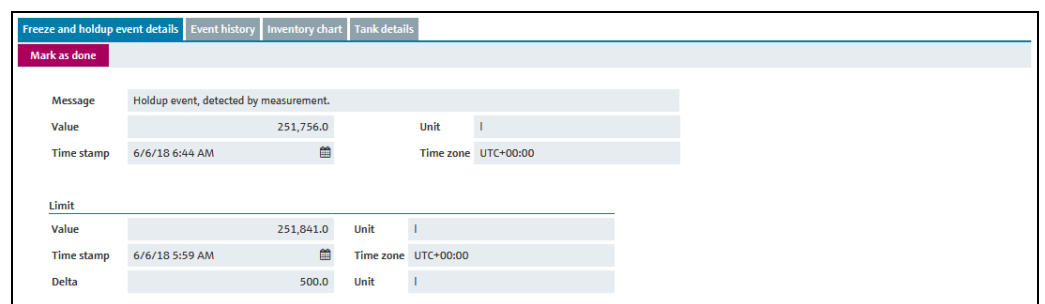 Freeze and holdup event details Event history Inventory chart Tank details
Mark as done
Message Holdup event, detected by measurement.
Value 251,756.0 Unit l
Time stamp 6/6/18 6:44 AM Time zone UTC+00:00
Limit
Value 251,841.0 Unit l
Time stamp 6/6/18 5:59 AM Time zone UTC+00:00
Delta 500.0 Unit l